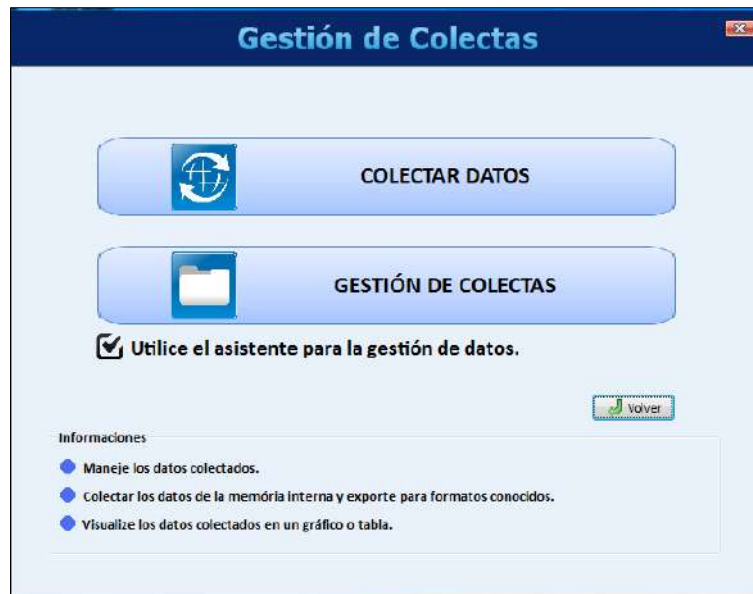 Gestión de Colectas
COLECTAR DATOS
GESTIÓN DE COLECTAS
Utilice el asistente para la gestión de datos.
Volver
Informaciones
Maneje los datos colectados.
Colectar los datos de la memória interna y exporte para formatos conocidos.
Visualize los datos colectados en un gráfico o tabla.